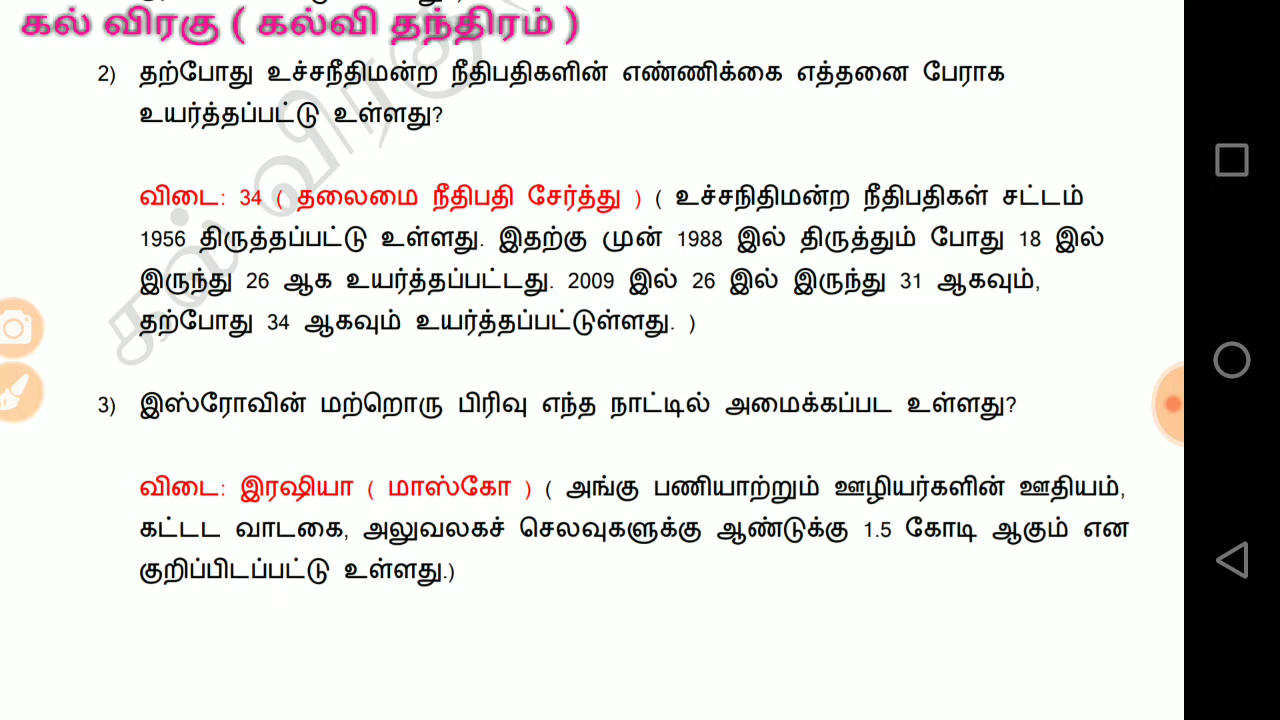 கல் விரகு ( கல்வி தந்திரம் )
2) தற்போது உச்சநீதிமன்ற நீதிபதிகளின் எண்ணிக்கை எத்தனை பேராக
உயர்த்தப்பட்டு உள்ளது?
விடை: 34 ( தலைமை நீதிபதி சேர்த்து ) ( உச்சநிதிமன்ற நீதிபதிகள் சட்டம்
1956 திருத்தப்பட்டு உள்ளது. இதற்கு முன் 1988 இல் திருத்தும் போது 18 இல்
இருந்து 26 ஆக உயர்த்தப்பட்டது. 2009 இல் 26 இல் இருந்து 31 ஆகவும்,
தற்போது 34 ஆகவும் உயர்த்தப்பட்டுள்ளது. )
கல் விரகு
3) இஸ்ரோவின் மற்றொரு பிரிவு எந்த நாட்டில் அமைக்கப்பட உள்ளது?
விடை: இரஷியா ( மாஸ்கோ ) ( அங்கு பணியாற்றும் ஊழியர்களின் ஊதியம்,
கட்டட வாடகை, அலுவலகச் செலவுகளுக்கு ஆண்டுக்கு 1.5 கோடி ஆகும் என
குறிப்பிடப்பட்டு உள்ளது.)